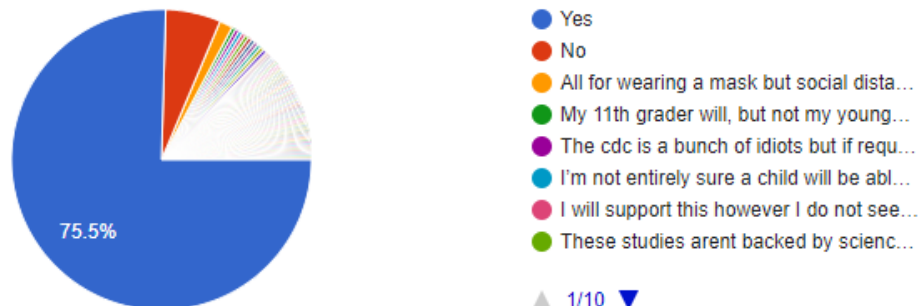 75.5%
Yes
No
All for wearing a mask but social dista...
My 11th grader will, but not my young...
The cdc is a bunch of idiots but if requ...
I'm not entirely sure a child will be abl...
I will support this however I do not see...
These studies arent backed by scienc...
1/10